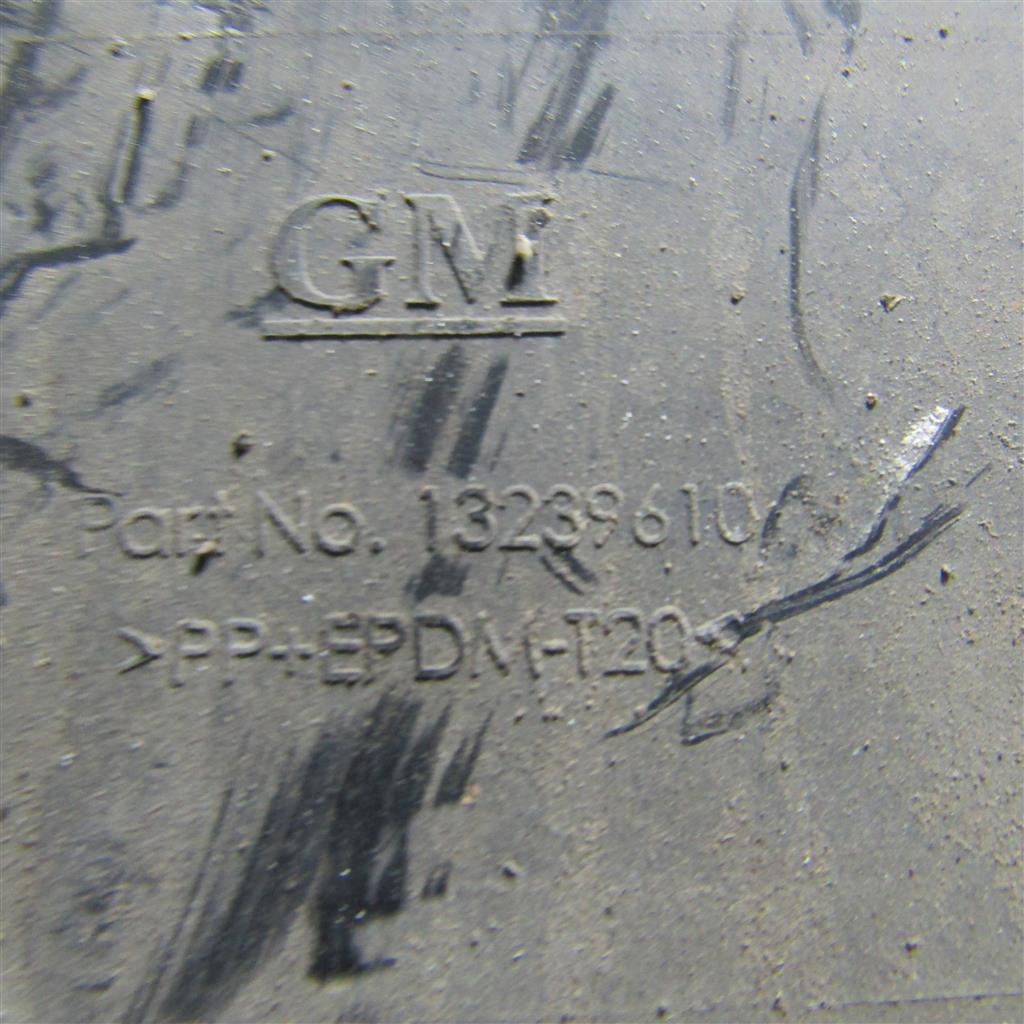 GM
Part No. 13239610
>PP+EPDM-T20<